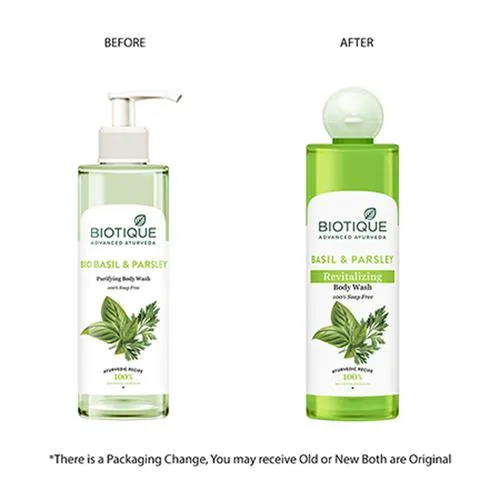 BEFORE
AFTER
BIOTIQUE
ADVANCED AYURVEDA
BIO BASIL & PARSLEY
Purifying Body Wash
100% Soap Free
AYURVEDIC RECIPE
100%
BIOTIQUE
ADVANCED AYURVEDA
BASIL & PARSLEY
Revitalizing
Body Wash
100% Soap Free
AYURVEDIC RECIPE
100%
*There is a Packaging Change, You may receive Old or New Both are Original